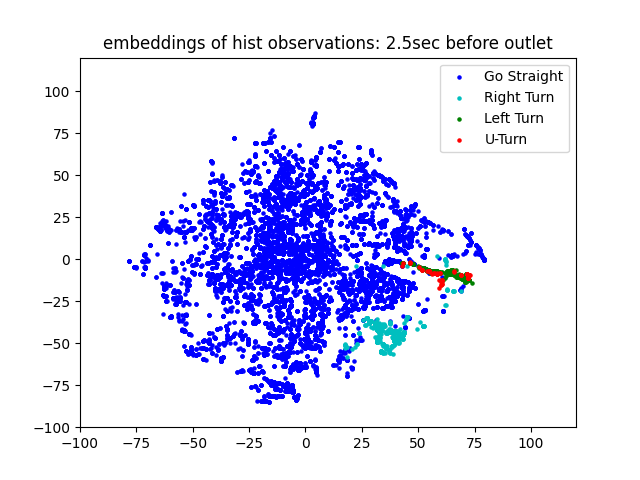 embeddings of hist observations: 2.5sec before outlet
Go Straight
Right Turn
Left Turn
U-Turn
100
75
50
25
0
−25
−50
−75
−100
−100 −75 −50 −25 0 25 50 75 100